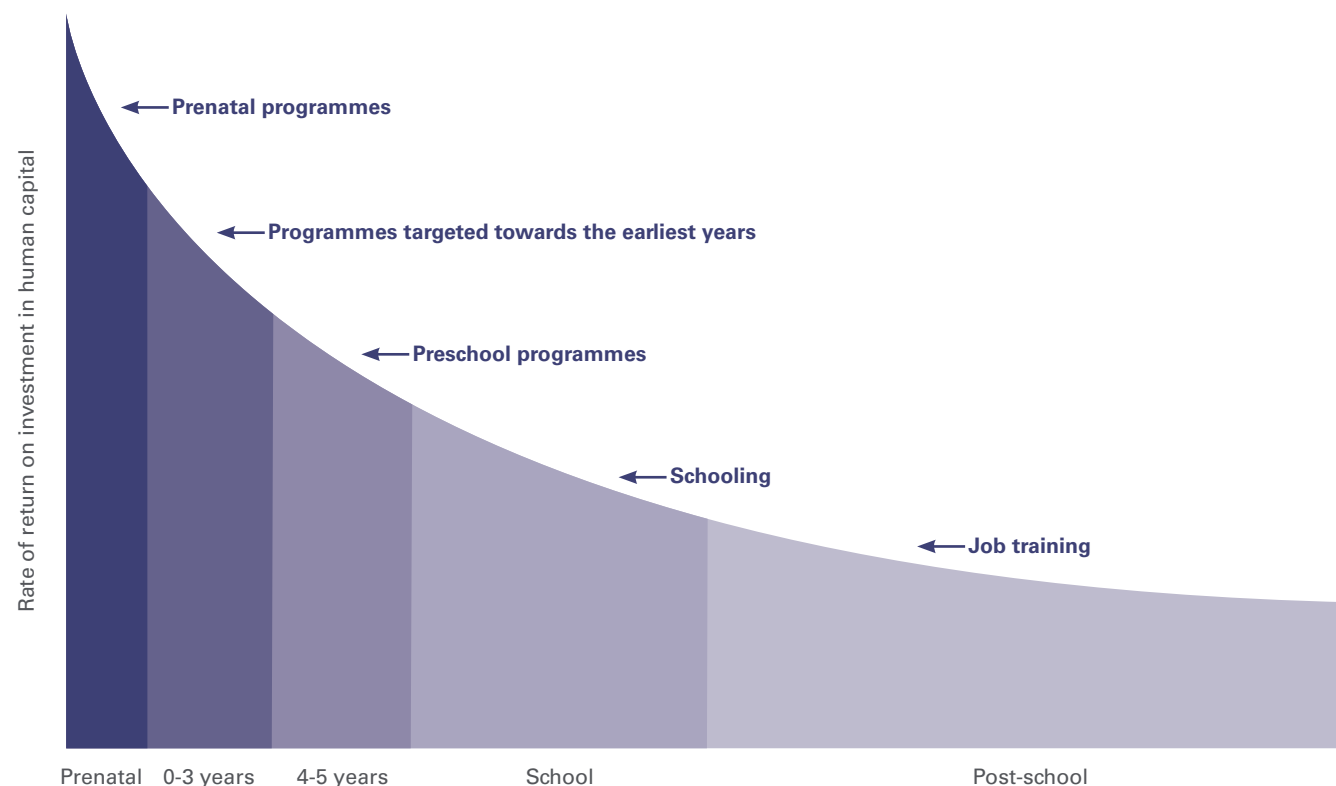 Rate of return on investment in human capital
Prenatal programmes
Programmes targeted towards the earliest years
Preschool programmes
Schooling
Job training
Prenatal
0-3 years
4-5 years
School
Post-school